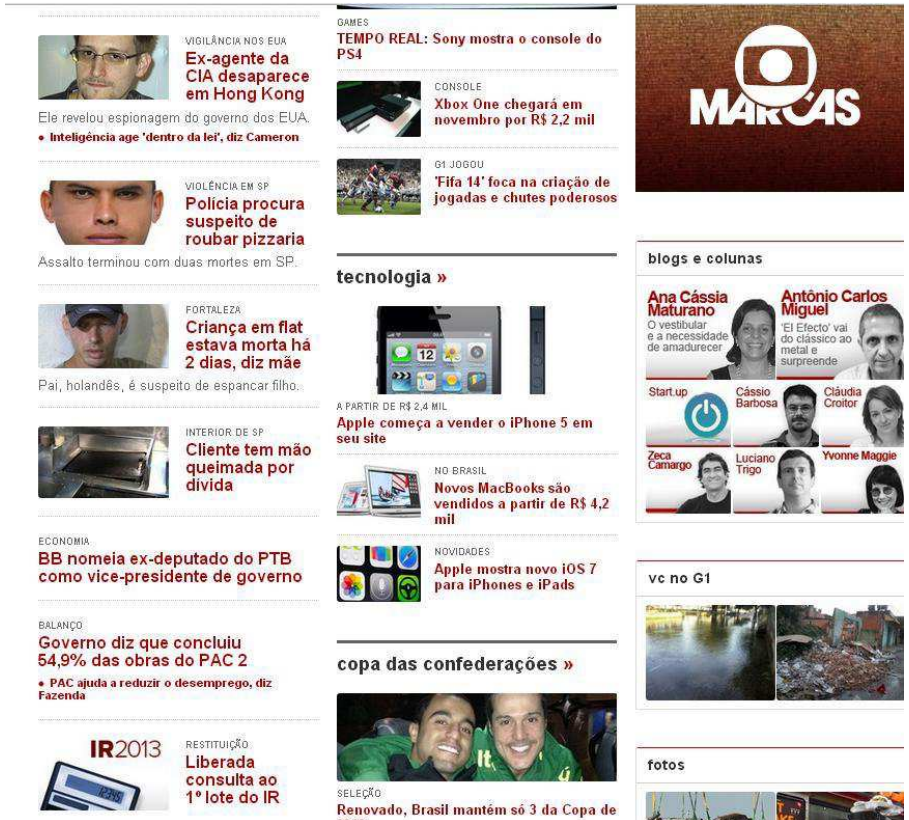 VIGILÂNCIA NOS EUA
Ex-agente da
CIA desaparece
em Hong Kong
Ele revelou espionagem do governo dos EUA.
• Inteligência age 'dentro da lei', diz Cameron
VIOLÊNCIA EM SP
Polícia procura
suspeito de
roubar pizzaria
Assalto terminou com duas mortes em SP.
FORTALEZA
Criança em flat
estava morta há
2 dias, diz mãe
Pai, holandês, é suspeito de espancar filho.
INTERIOR DE SP
Cliente tem mão
queimada por
dívida
ECONOMIA
BB nomeia ex-deputado do PTB
como vice-presidente de governo
BALANÇO
Governo diz que concluiu
54,9% das obras do PAC 2
• PAC ajuda a reduzir o desemprego, diz
Fazenda
IR2013
12345
RESTITUIÇÃO
Liberada
consulta ao
1º lote do IR
GAMES
TEMPO REAL: Sony mostra o console do
PS4
CONSOLE
Xbox One chegará em
novembro por R$ 2,2 mil
G1 JOGOU
'Fifa 14' foca na criação de
jogadas e chutes poderosos
tecnologia »
12
A PARTIR DE R$ 2,4 MIL
Apple começa a vender o iPhone 5 em
seu site
NO BRASIL
Novos MacBooks são
vendidos a partir de R$ 4,2
mil
NOVIDADES
Apple mostra novo iOS 7
para iPhones e iPads
copa das confederações »
SELEÇÃO
Renovado, Brasil mantém só 3 da Copa de
MARCAS
blogs e colunas
Ana Cássia
Maturano
O vestibular
e a necessidade
de amadurecer
Antônio Carlos
Miguel
'El Efecto' vai
do clássico ao
metal e
surpreende
Start.up
Cássio
Barbosa
Cláudia
Croitor
Zeca
Camargo
Luciano
Trigo
Yvonne Maggie
vc no G1
fotos